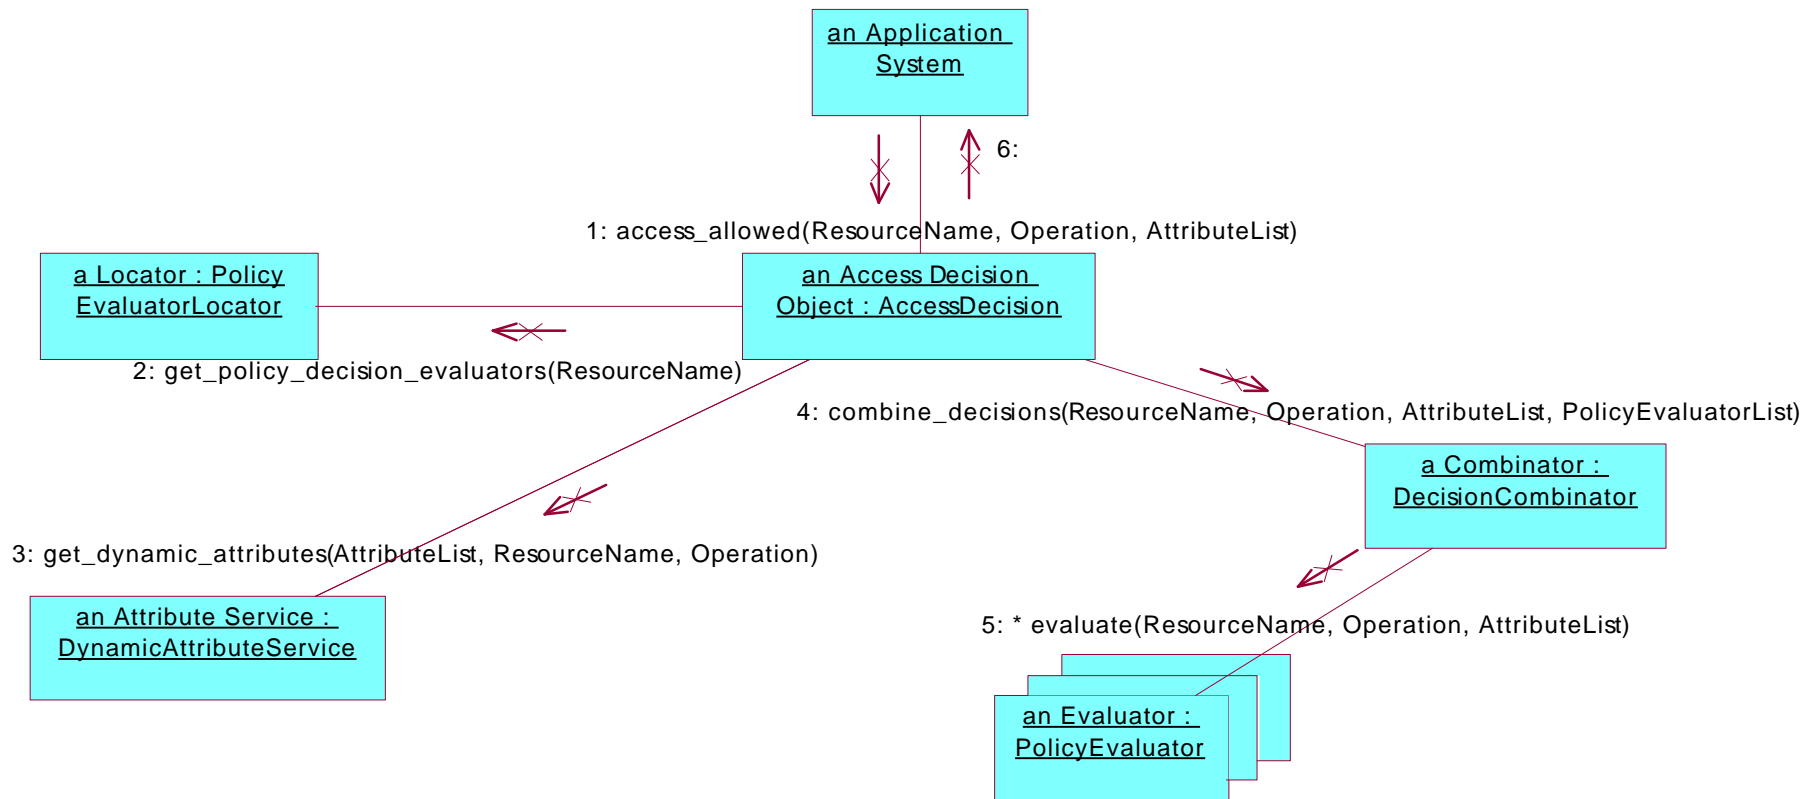 an Application
System
6:
1: access_allowed(ResourceName, Operation, AttributeList)
a Locator : Policy
EvaluatorLocator
an Access Decision
Object : AccessDecision
2: get_policy_decision_evaluators(ResourceName)
4: combine_decisions(ResourceName, Operation, AttributeList, PolicyEvaluatorList)
a Combinator :
DecisionCombinator
3: get_dynamic_attributes(AttributeList, ResourceName, Operation)
an Attribute Service :
DynamicAttributeService
5: * evaluate(ResourceName, Operation, AttributeList)
an Evaluator :
PolicyEvaluator